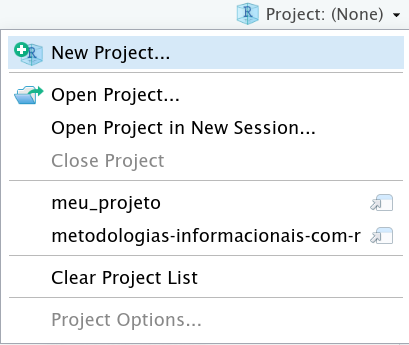 Project: (None)
New Project...
Open Project...
Open Project in New Session...
Close Project
meu_projeto
metodologias-informacionais-com-r
Clear Project List
Project Options...